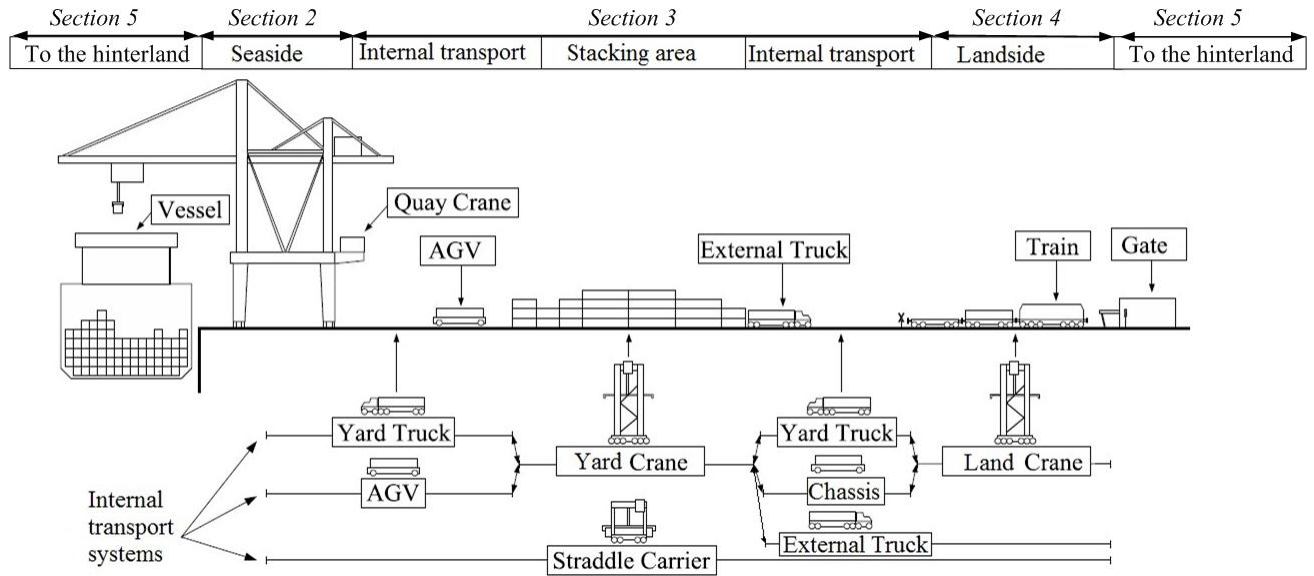 Section 5
Section 2
Section 3
Section 4
Section 5
To the hinterland
Seaside
Internal transport
Stacking area
Internal transport
Landside
To the hinterland
Vessel
Quay Crane
AGV
External Truck
Train
Gate
Yard Truck
Yard Truck
Yard Crane
Land Crane
AGV
Chassis
Internal
transport
systems
External Truck
Straddle Carrier